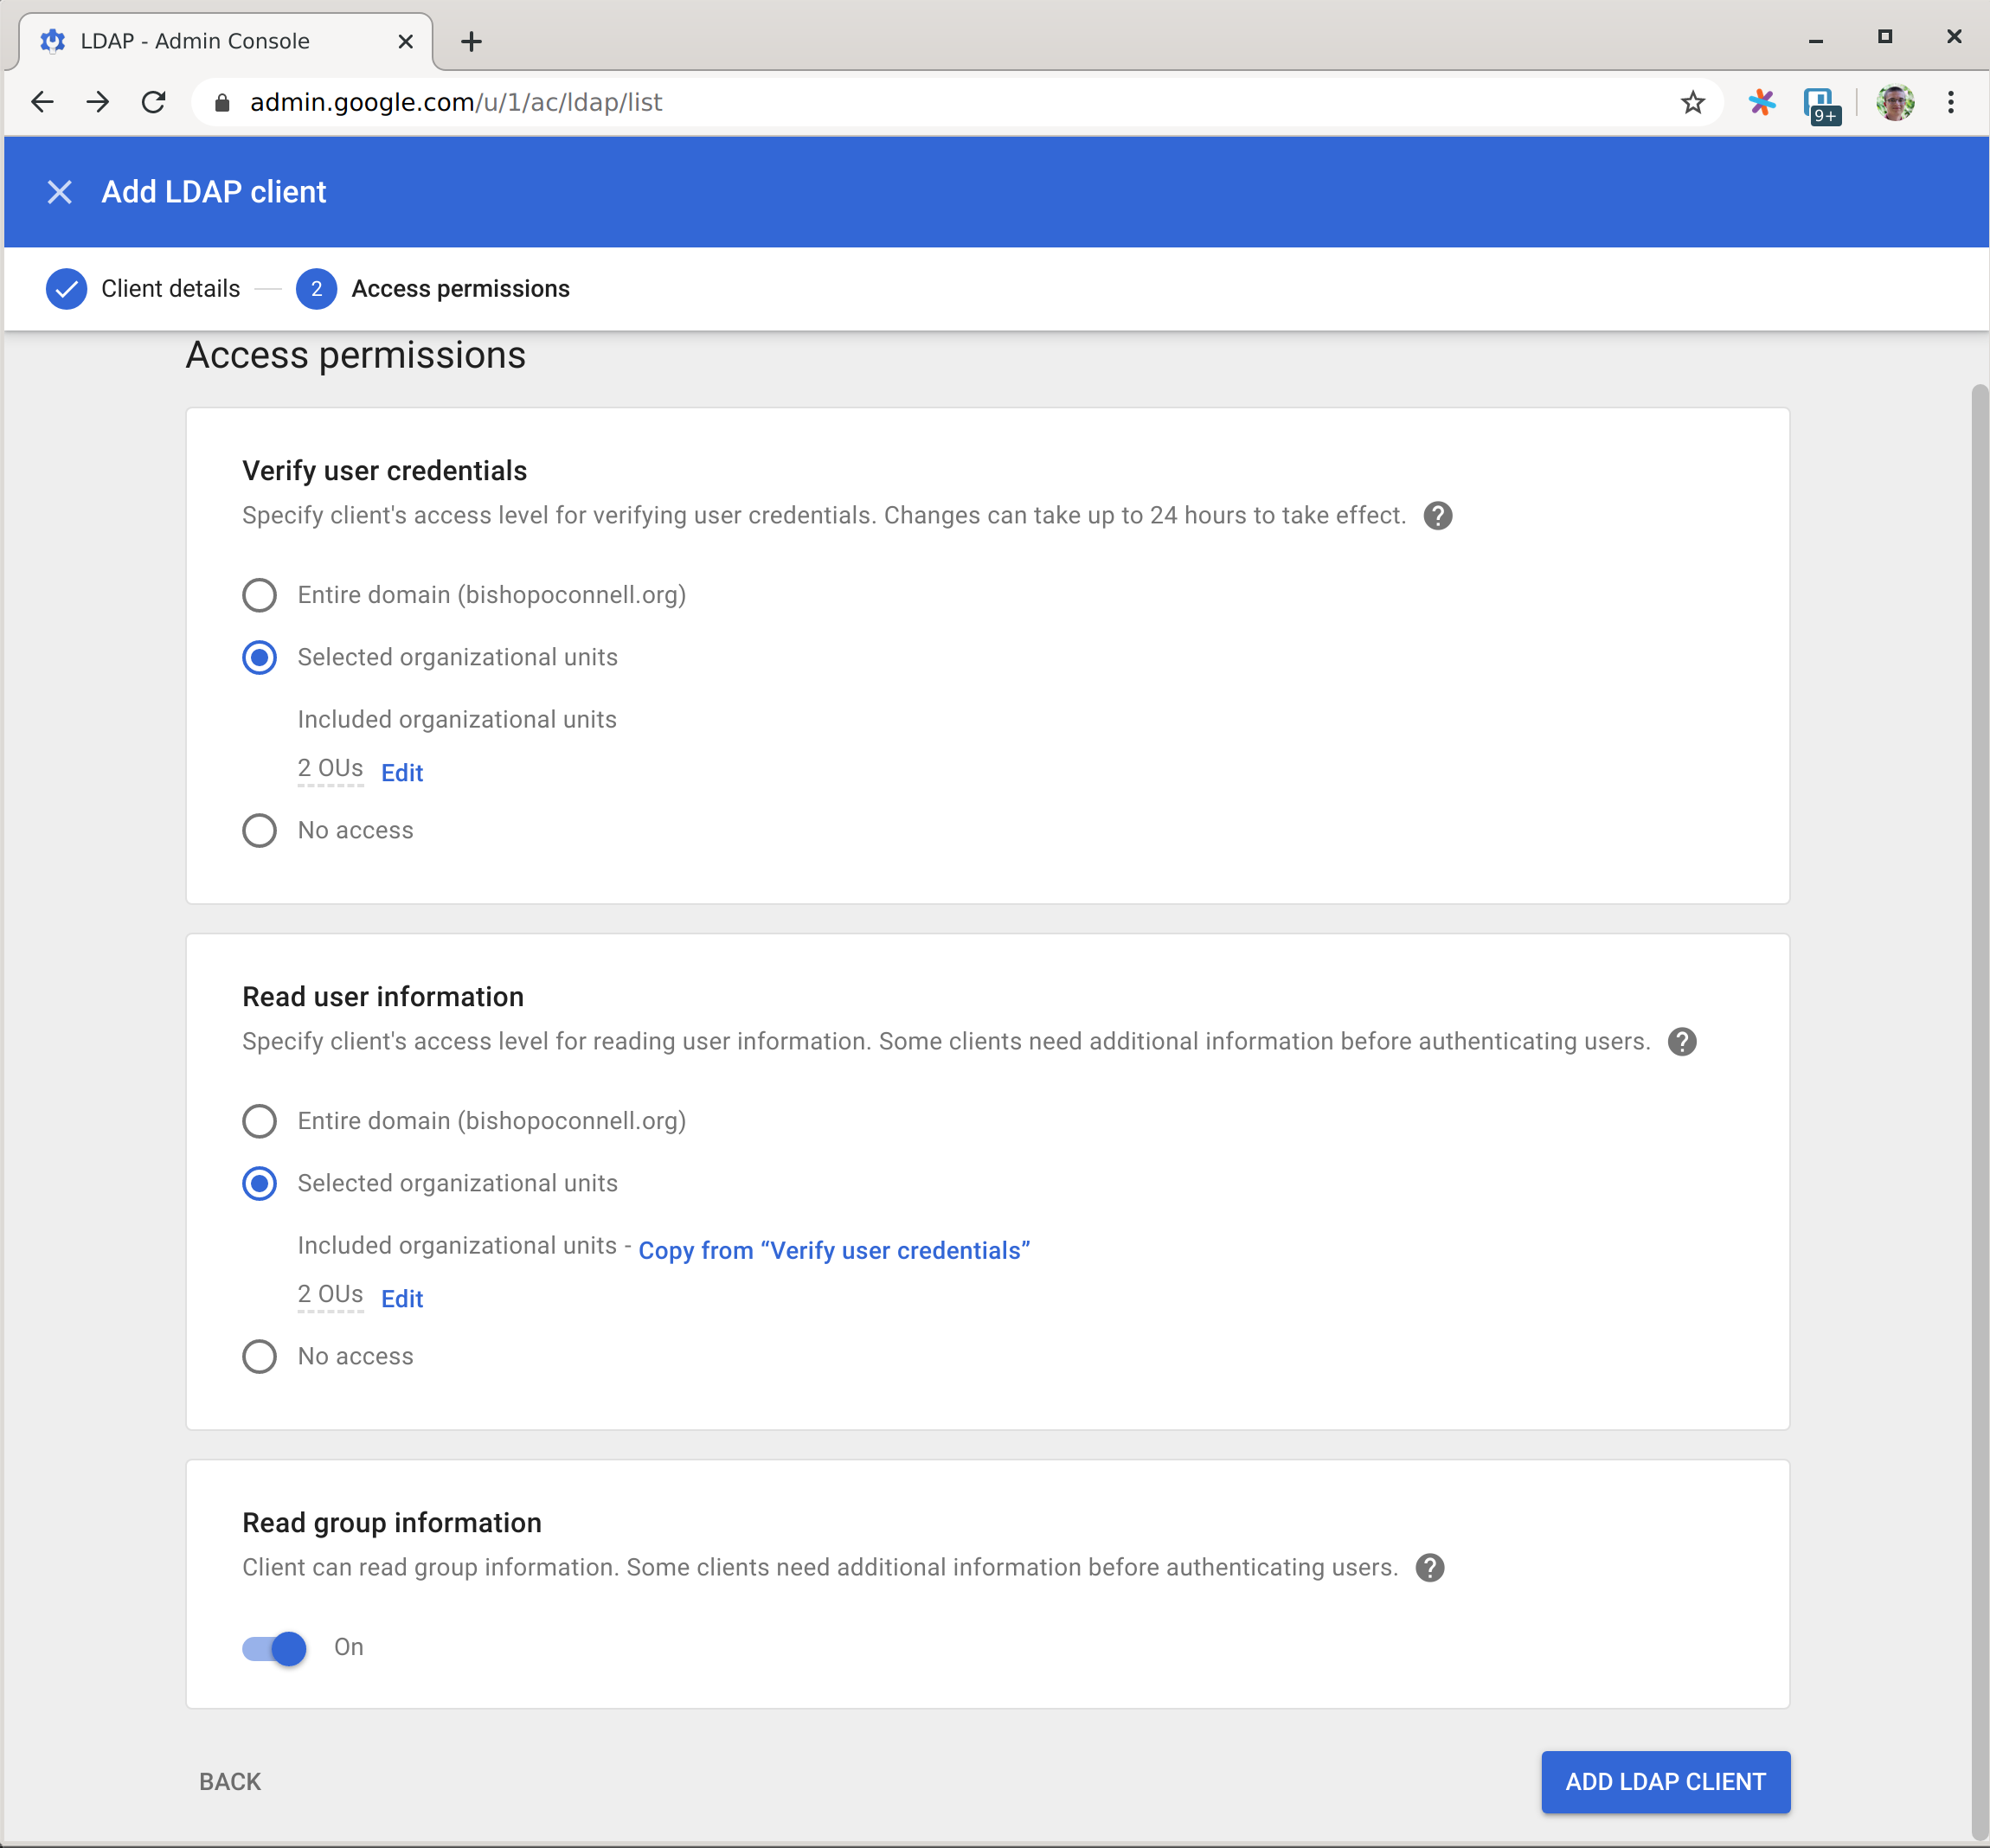 LDAP - Admin Console
admin.google.com/u/1/ac/ldap/list
9+
Add LDAP client
Client details
2 Access permissions
Access permissions
Verify user credentials
Specify client's access level for verifying user credentials. Changes can take up to 24 hours to take effect. ?
Entire domain (bishopoconnell.org)
Selected organizational units
Included organizational units
2 OUs Edit
No access
Read user information
Specify client's access level for reading user information. Some clients need additional information before authenticating users. ?
Entire domain (bishopoconnell.org)
Selected organizational units
Included organizational units - Copy from “Verify user credentials”
2 OUs Edit
No access
Read group information
Client can read group information. Some clients need additional information before authenticating users. ?
On
BACK
ADD LDAP CLIENT